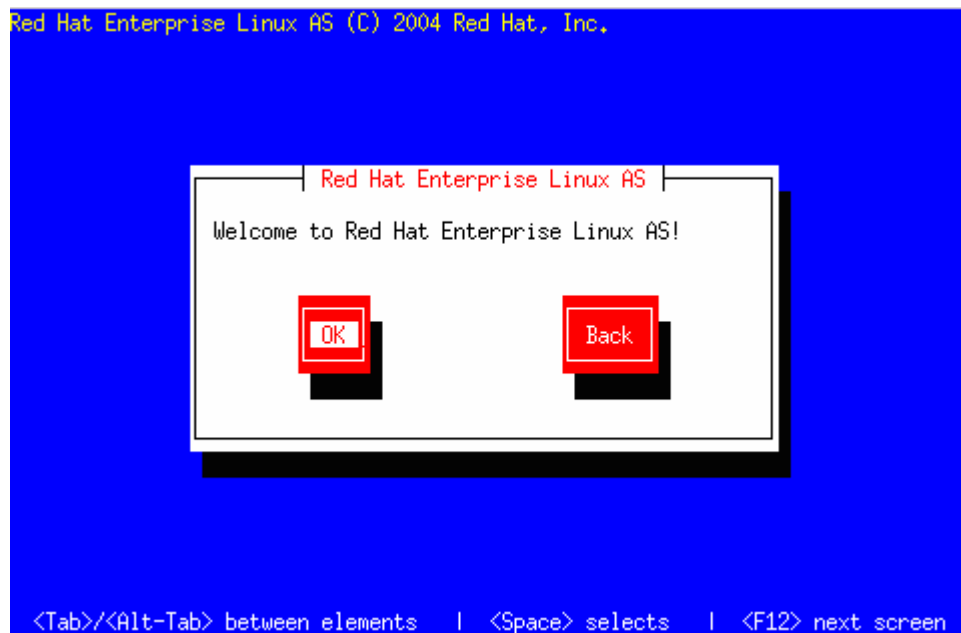 Red Hat Enterprise Linux AS (C) 2004 Red Hat, Inc.
Red Hat Enterprise Linux AS
Welcome to Red Hat Enterprise Linux AS!
OK Back
<Tab>/<Alt-Tab> between elements | <Space> selects | <F12> next screen